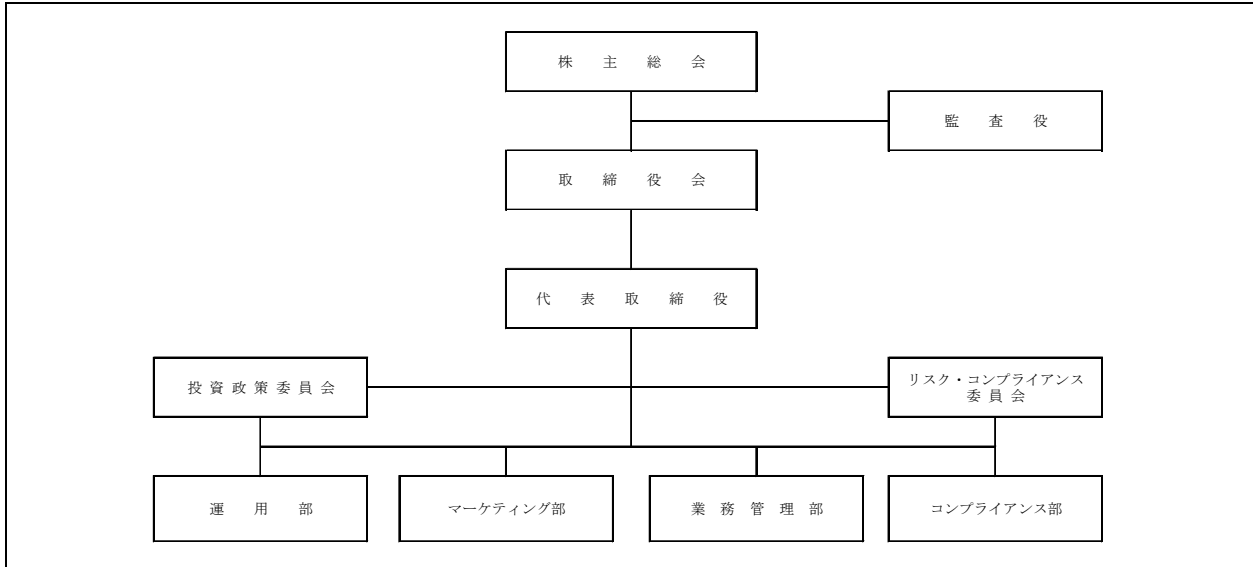 株主総会
監査役
取締役会
代表取締役
投資政策委員会
リスク・コンプライアンス
委員会
運用部
マーケティング部
業務管理部
コンプライアンス部